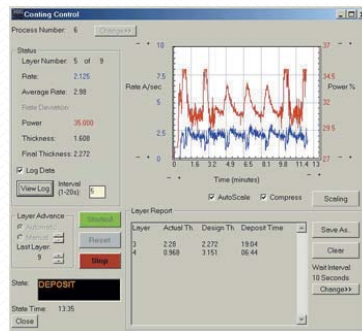 Coating Control
Process Number: 6 Change>>
Status
Layer Number: 5 of 9
Rate: 2.125
Average Rate: 2.98
Rate Deviation
Power 35.000
Thickness: 1.608
Final Thickness: 2.272
Log Data
View Log Interval (1-20s): 5
Layer Advance
Automatic
Manual
Last Layer:
9
Started
Reset
Stop
State: DEPOSIT
State Time: 13:35
Close
Rate A/sec
10
7.5
5
2.5
0
37
34.5
32
29.5
27
Power %
0 1.6 3.2 4.9 6.5 8.1 9.8 11.4 13
Time (minutes)
AutoScale Compress Scaling
Layer Report
Layer Actual Th. Design Th. Deposit Time
3 2.28 2.272 19:04
4 0.968 3.151 06:44
Save As..
Clear
Wait Interval
10 Seconds
Change>>